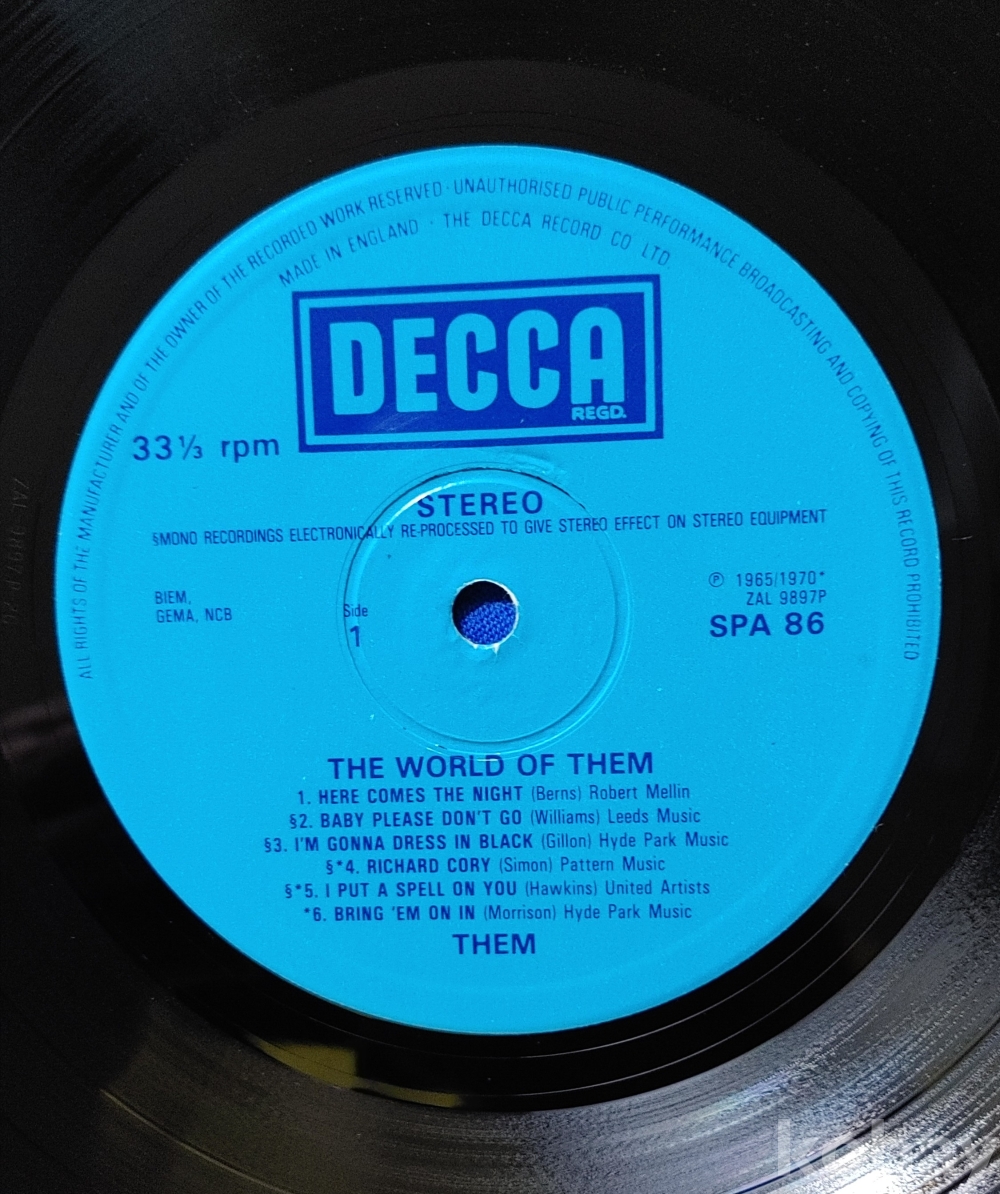 ALL RIGHTS OF THE MANUFACTURER AND OF THE OWNER OF THE RECORDED WORK RESERVED · UNAUTHORISED PUBLIC PERFORMANCE BROADCASTING AND COPYING OF THIS RECORD PROHIBITED
MADE IN ENGLAND · THE DECCA RECORD CO LTD
DECCA
REGD.
33⅓ rpm
STEREO
§MONO RECORDINGS ELECTRONICALLY RE-PROCESSED TO GIVE STEREO EFFECT ON STEREO EQUIPMENT
BIEM,
GEMA, NCB
Side
1
℗ 1965/1970*
ZAL 9897P
SPA 86
THE WORLD OF THEM
1. HERE COMES THE NIGHT (Berns) Robert Mellin
§2. BABY PLEASE DON'T GO (Williams) Leeds Music
§3. I'M GONNA DRESS IN BLACK (Gillon) Hyde Park Music
§*4. RICHARD CORY (Simon) Pattern Music
§*5. I PUT A SPELL ON YOU (Hawkins) United Artists
*6. BRING 'EM ON IN (Morrison) Hyde Park Music
THEM